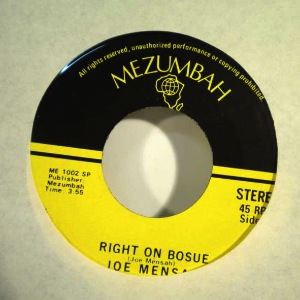 All rights reserved, unauthorized performance or copying prohibited.
MEZUMBAH
ME 1002 SP
Publisher:
Mezumbah
Time: 3:55
STERE
45 RP
Side
RIGHT ON BOSUE
(Joe Mensah)
JOE MENSA